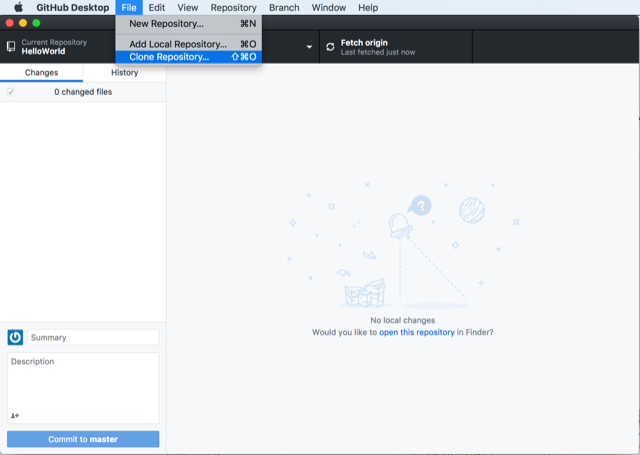 GitHub Desktop File Edit View Repository Branch Window Help
New Repository... ⌘N
Add Local Repository... ⌘O
Clone Repository... ⇧⌘O
Current Repository
HelloWorld
Fetch origin
Last fetched just now
Changes History
0 changed files
?
No local changes
Would you like to open this repository in Finder?
Summary
Description
Commit to master